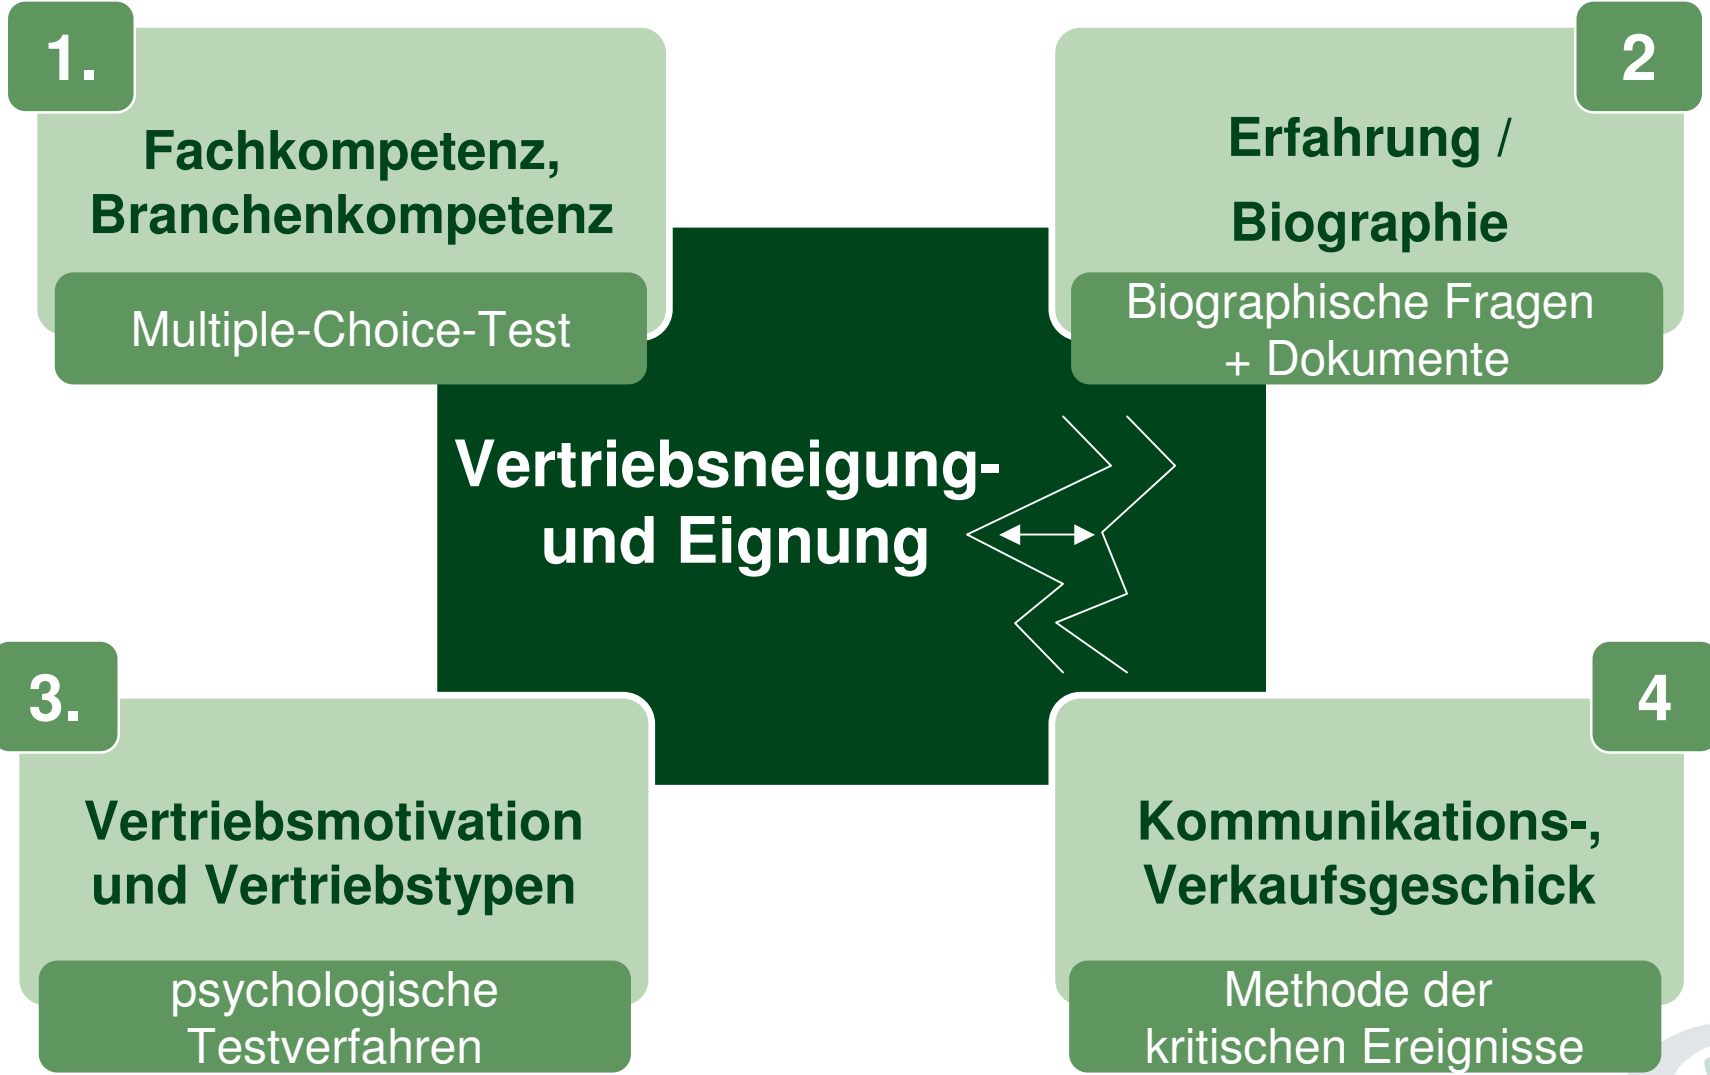 1.
Fachkompetenz,
Branchenkompetenz
Multiple-Choice-Test
2
Erfahrung /
Biographie
Biographische Fragen
+ Dokumente
Vertriebsneigung-
und Eignung
3.
Vertriebsmotivation
und Vertriebstypen
psychologische
Testverfahren
4
Kommunikations-,
Verkaufsgeschick
Methode der
kritischen Ereignisse